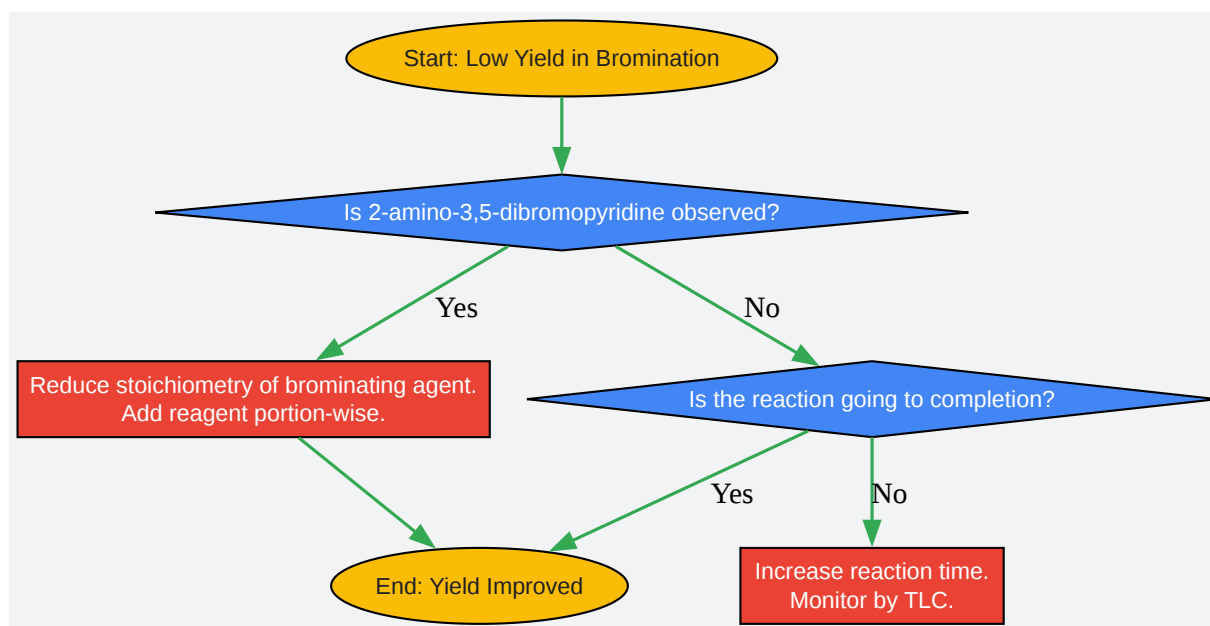 Start: Low Yield in Bromination
Is 2-amino-3,5-dibromopyridine observed?
Yes
No
Reduce stoichiometry of brominating agent.
Add reagent portion-wise.
Is the reaction going to completion?
Yes
No
End: Yield Improved
Increase reaction time.
Monitor by TLC.